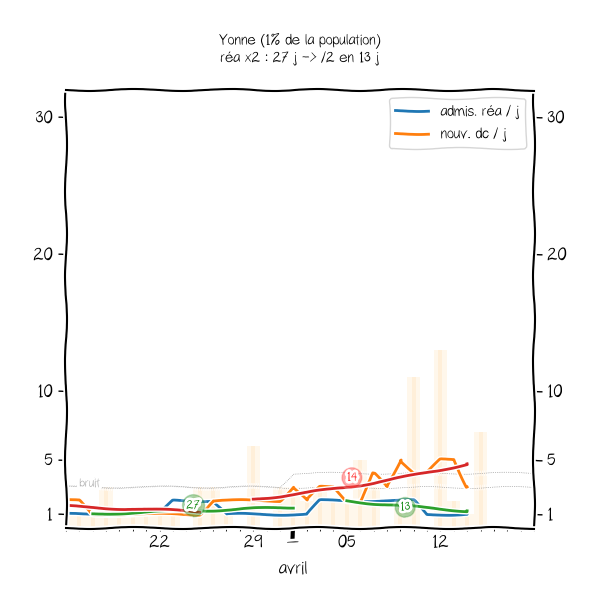 Yonne (1% de la population)
réa x2 : 27 j -> /2 en 13 j
admis. réa / j
nouv. dc / j
30
30
20
20
10
10
5
5
1
1
bruit
27
14
13
22
29
05
12
avril